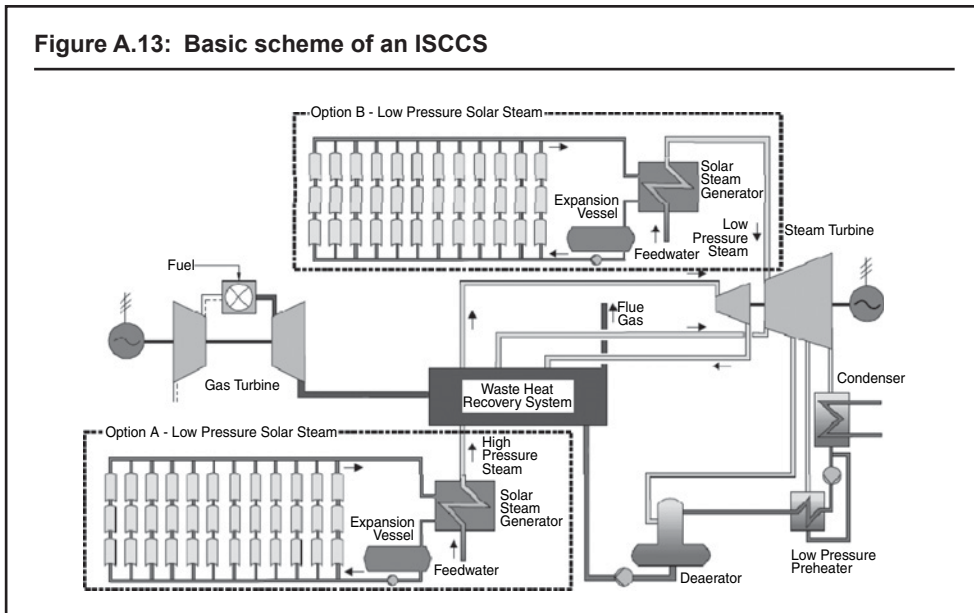 Figure A.13:  Basic scheme of an ISCCS
Option B - Low Pressure Solar Steam
Solar
Steam
Generator
Expansion
Vessel
Feedwater
Low
Pressure
Steam
Steam Turbine
Fuel
Gas Turbine
Flue
Gas
Waste Heat
Recovery System
Condenser
Option A - Low Pressure Solar Steam
High
Pressure
Steam
Solar
Steam
Generator
Expansion
Vessel
Feedwater
Deaerator
Low Pressure
Preheater